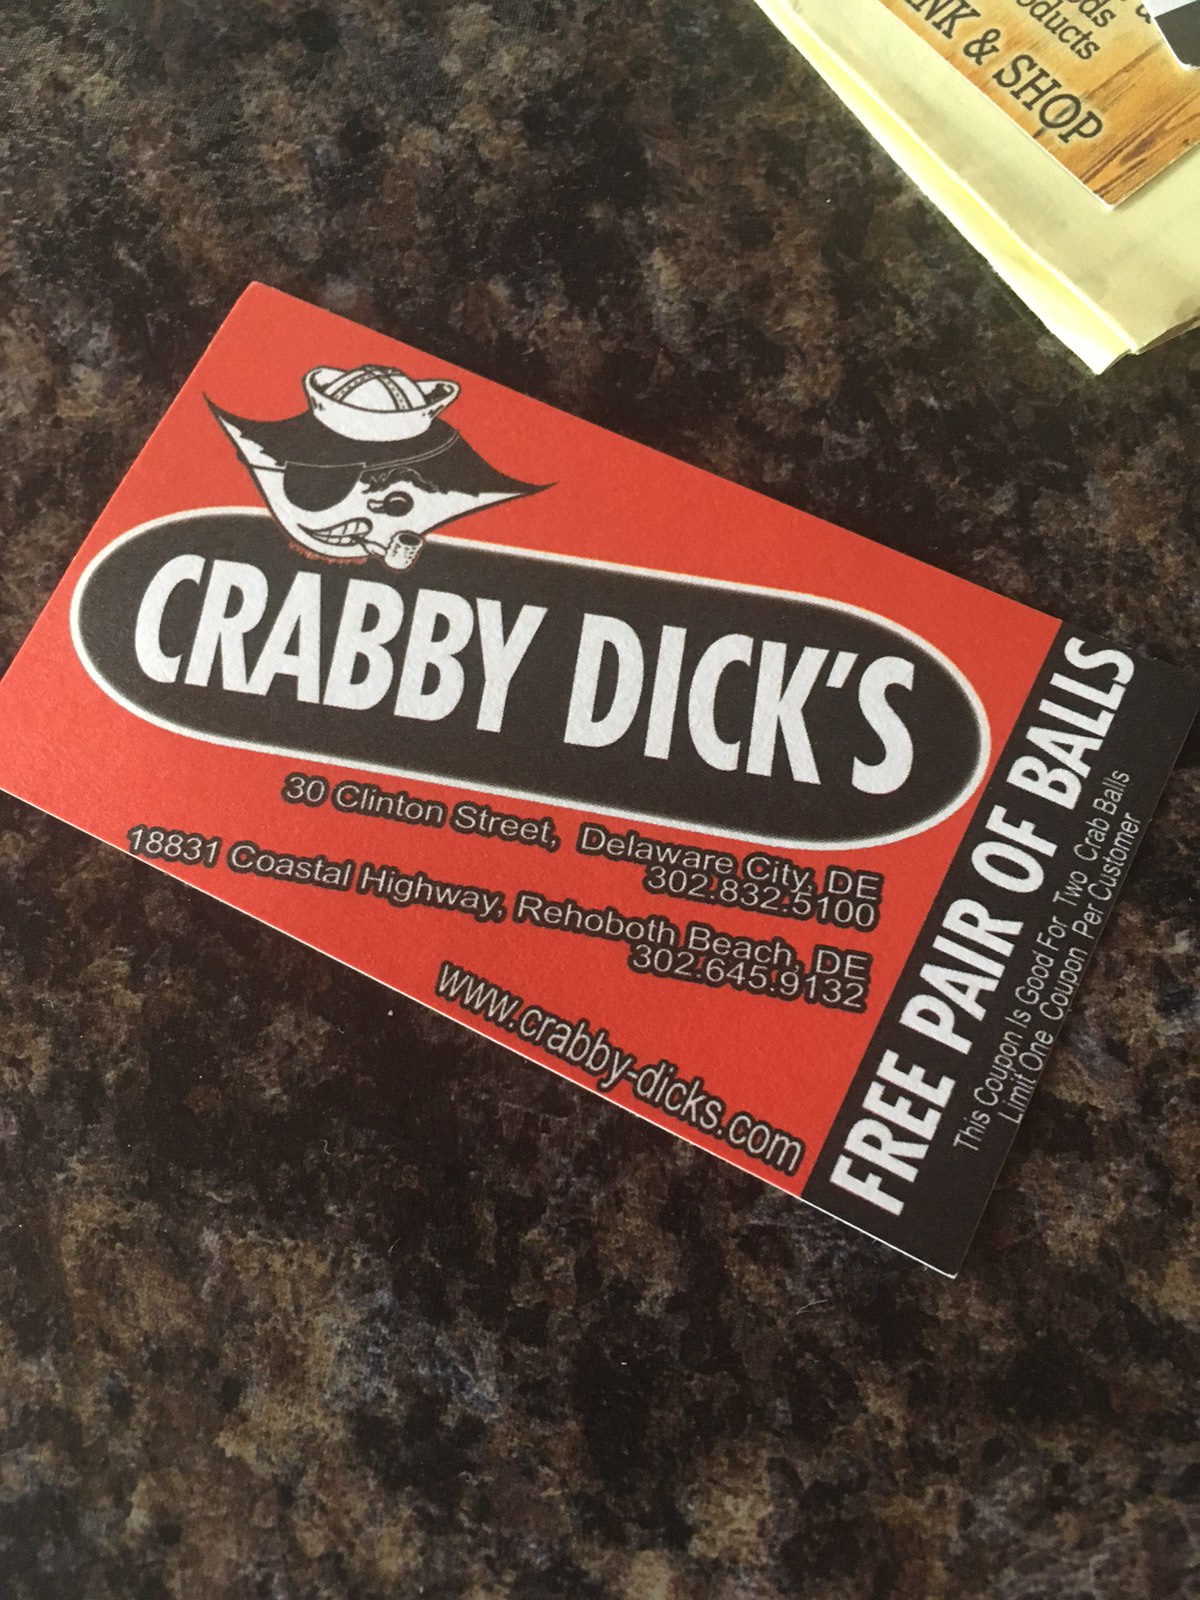 ods
oducts
NK & SHOP
CRABBY DICK'S
30 Clinton Street, Delaware City, DE
302.832.5100
18831 Coastal Highway, Rehoboth Beach, DE
302.645.9132
www.crabby-dicks.com
FREE PAIR OF BALLS
This Coupon Is Good For Two Crab Balls
Limit One Coupon Per Customer